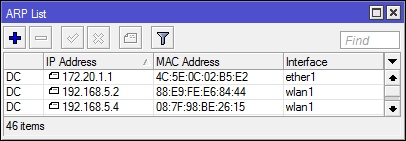 ARP List
Find
IP Address MAC Address Interface
DC 172.20.1.1 4C:5E:0C:02:B5:E2 ether1
DC 192.168.5.2 88:E9:FE:E6:84:44 wlan1
DC 192.168.5.4 08:7F:98:BE:26:15 wlan1
46 items